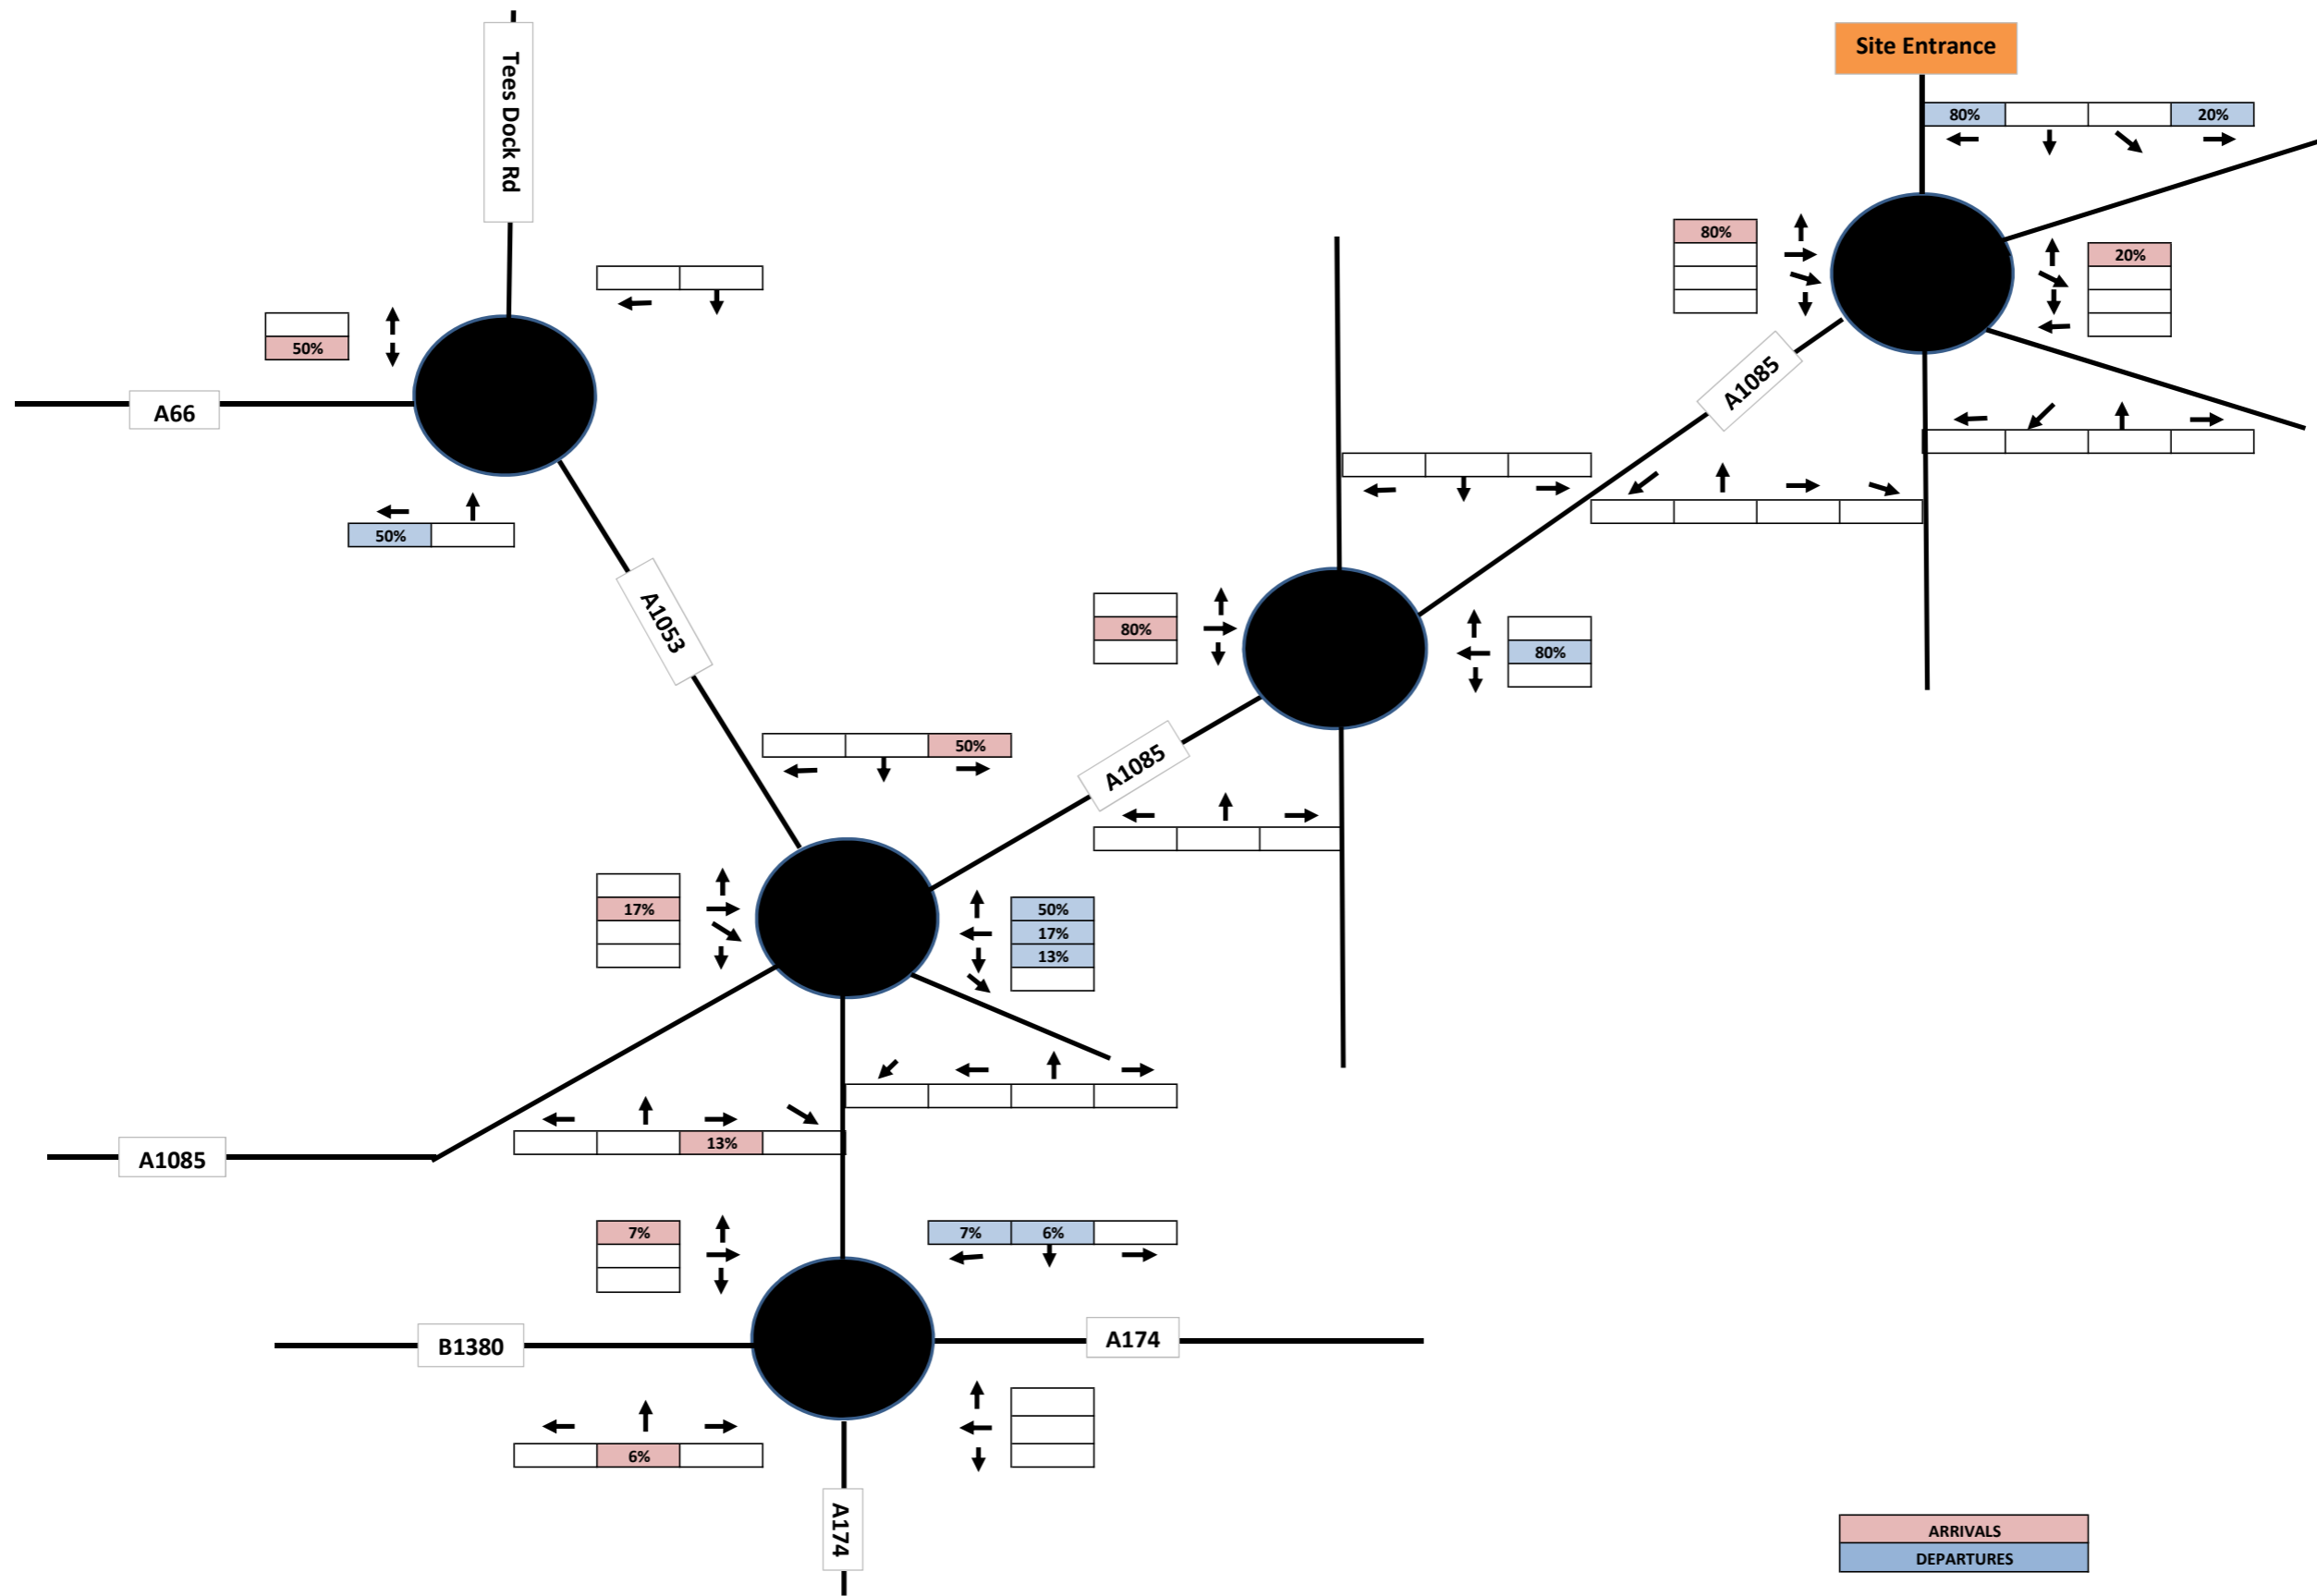 Site Entrance
Tees Dock Rd
80% 20%
80%
20%
50%
A66
A1085
50%
A1053
80%
80%
50%
A1085
17%
50%
17%
13%
13%
A1085
7%
7% 6%
B1380
A174
6%
A174
ARRIVALS
DEPARTURES